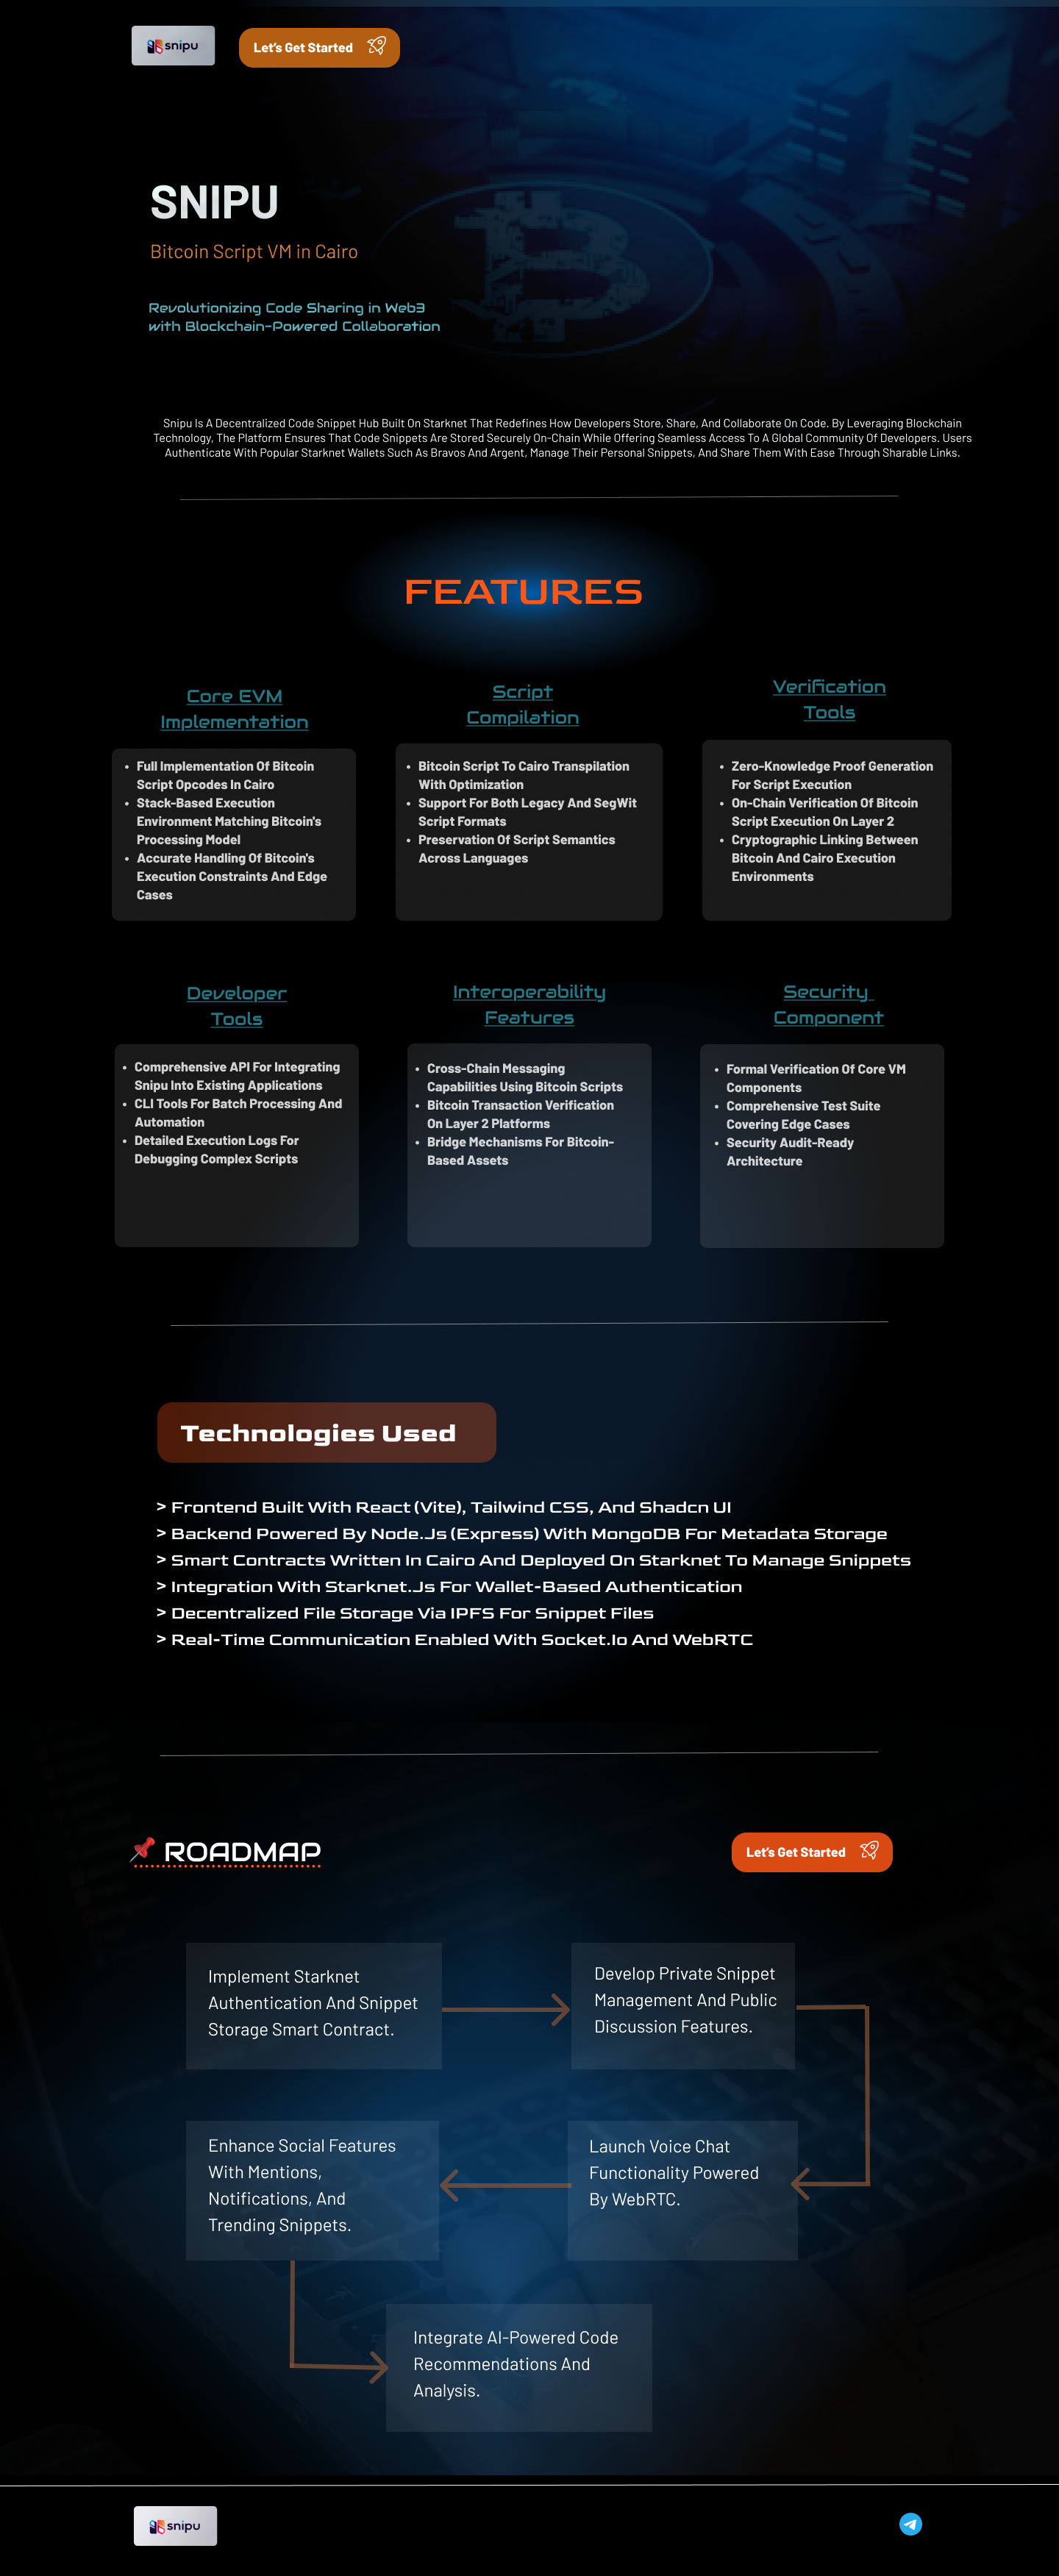 snipu
Let's Get Started
SNIPU
Bitcoin Script VM in Cairo
Revolutionizing Code Sharing in Web3
with Blockchain-Powered Collaboration
Snipu Is A Decentralized Code Snippet Hub Built On Starknet That Redefines How Developers Store, Share, And Collaborate On Code. By Leveraging Blockchain
Technology, The Platform Ensures That Code Snippets Are Stored Securely On-Chain While Offering Seamless Access To A Global Community Of Developers. Users
Authenticate With Popular Starknet Wallets Such As Bravos And Argent, Manage Their Personal Snippets, And Share Them With Ease Through Sharable Links.
FEATURES
Core EVM
Implementation
• Full Implementation Of Bitcoin
Script Opcodes In Cairo
• Stack-Based Execution
Environment Matching Bitcoin's
Processing Model
• Accurate Handling Of Bitcoin's
Execution Constraints And Edge
Cases
Script
Compilation
• Bitcoin Script To Cairo Transpilation
With Optimization
• Support For Both Legacy And SegWit
Script Formats
• Preservation Of Script Semantics
Across Languages
Verification
Tools
• Zero-Knowledge Proof Generation
For Script Execution
• On-Chain Verification Of Bitcoin
Script Execution On Layer 2
• Cryptographic Linking Between
Bitcoin And Cairo Execution
Environments
Developer
Tools
• Comprehensive API For Integrating
Snipu Into Existing Applications
• CLI Tools For Batch Processing And
Automation
• Detailed Execution Logs For
Debugging Complex Scripts
Interoperability
Features
• Cross-Chain Messaging
Capabilities Using Bitcoin Scripts
• Bitcoin Transaction Verification
On Layer 2 Platforms
• Bridge Mechanisms For Bitcoin-
Based Assets
Security
Component
• Formal Verification Of Core VM
Components
• Comprehensive Test Suite
Covering Edge Cases
• Security Audit-Ready
Architecture
Technologies Used
> Frontend Built With React (Vite), Tailwind CSS, And Shadcn UI
> Backend Powered By Node.Js (Express) With MongoDB For Metadata Storage
> Smart Contracts Written In Cairo And Deployed On Starknet To Manage Snippets
> Integration With Starknet.Js For Wallet-Based Authentication
> Decentralized File Storage Via IPFS For Snippet Files
> Real-Time Communication Enabled With Socket.Io And WebRTC
ROADMAP
Let's Get Started
Implement Starknet
Authentication And Snippet
Storage Smart Contract.
Develop Private Snippet
Management And Public
Discussion Features.
Launch Voice Chat
Functionality Powered
By WebRTC.
Enhance Social Features
With Mentions,
Notifications, And
Trending Snippets.
Integrate AI-Powered Code
Recommendations And
Analysis.
snipu